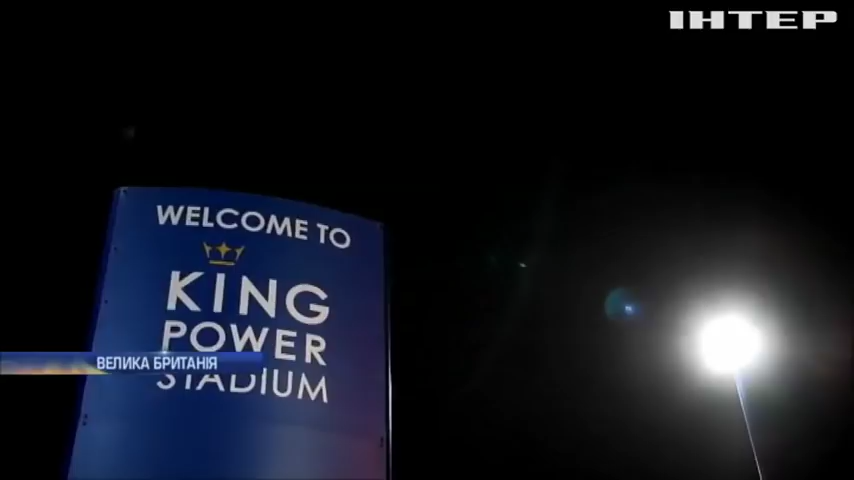 ІНТЕР
WELCOME TO
KING
POWER
ВЕЛИКА БРИТАНІЯ
STADIUM